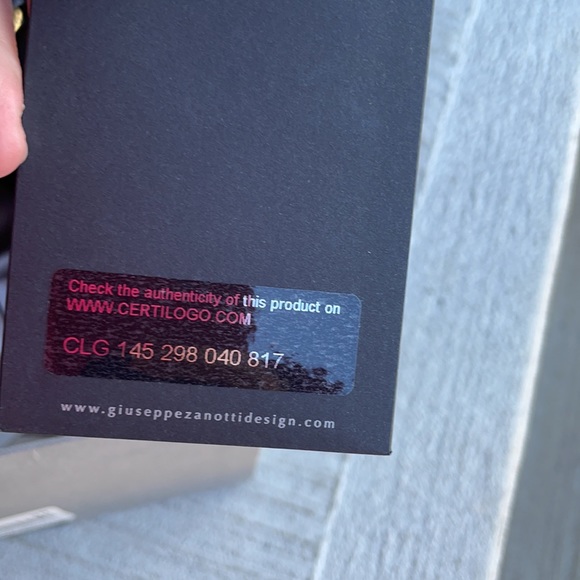 Check the authenticity of this product on
WWW.CERTILOGO.COM
CLG 145 298 040 817
www.giuseppezanottidesign.com